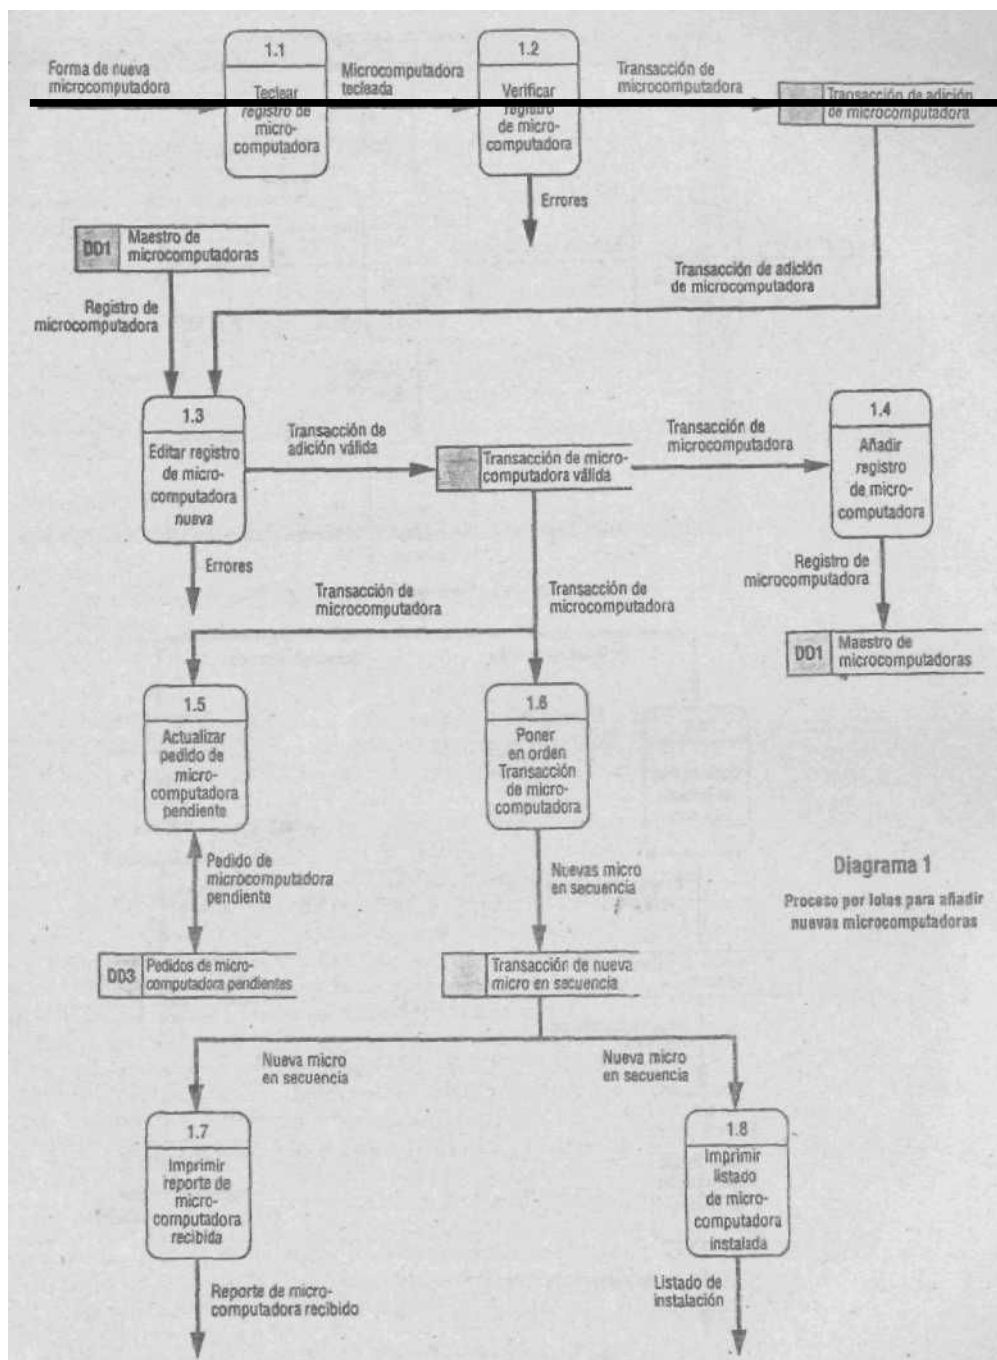 1.1
1.2
Forma de nueva
microcomputadora
Teclear
registro de
micro-
computadora
Microcomputadora
tecleada
Verificar
registro
de micro-
computadora
Transacción de
microcomputadora
Transacción de adición
de microcomputadora
Errores
DD1
Maestro de
microcomputadoras
Transacción de adición
de microcomputadora
Registro de
microcomputadora
1.3
Editar registro
de micro-
computadora
nueva
Transacción de
adición válida
Transacción de micro-
computadora válida
Transacción de
microcomputadora
1.4
Añadir
registro
de micro-
computadora
Errores
Transacción de
microcomputadora
Transacción de
microcomputadora
Registro de
microcomputadora
DD1
Maestro de
microcomputadoras
1.5
Actualizar
pedido de
micro-
computadora
pendiente
1.6
Poner
en orden
Transacción
de micro-
computadora
Pedido de
microcomputadora
pendiente
Nuevas micro
en secuencia
Diagrama 1
Proceso por lotes para añadir
nuevas microcomputadoras
DD3
Pedidos de micro-
computadora pendientes
Transacción de nueva
micro en secuencia
Nueva micro
en secuencia
Nueva micro
en secuencia
1.7
Imprimir
reporte de
micro-
computadora
recibida
1.8
Imprimir
listado
de micro-
computadora
instalada
Reporte de micro-
computadora recibido
Listado de
instalación